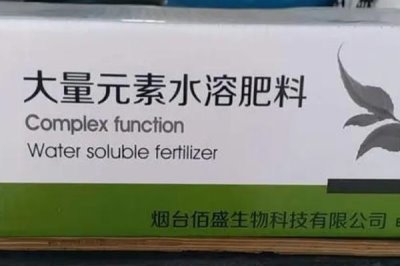 大量元素水溶肥料
Complex function
Water soluble fertilizer
烟台佰盛生物科技有限公司